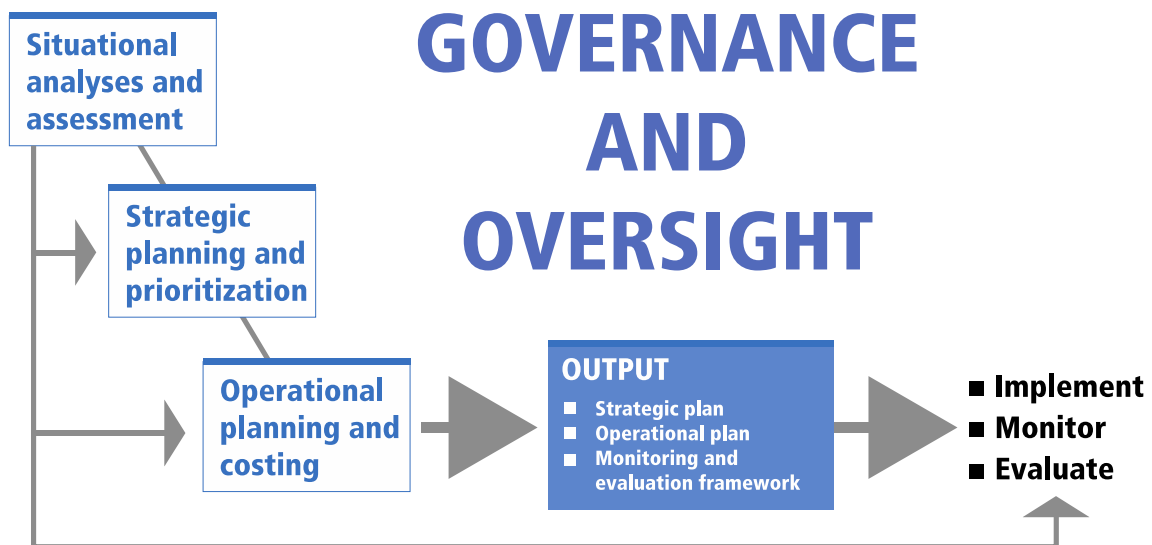 GOVERNANCE
AND
OVERSIGHT
Situational
analyses and
assessment
Strategic
planning and
prioritization
Operational
planning and
costing
OUTPUT
■ Strategic plan
■ Operational plan
■ Monitoring and
evaluation framework
■ Implement
■ Monitor
■ Evaluate